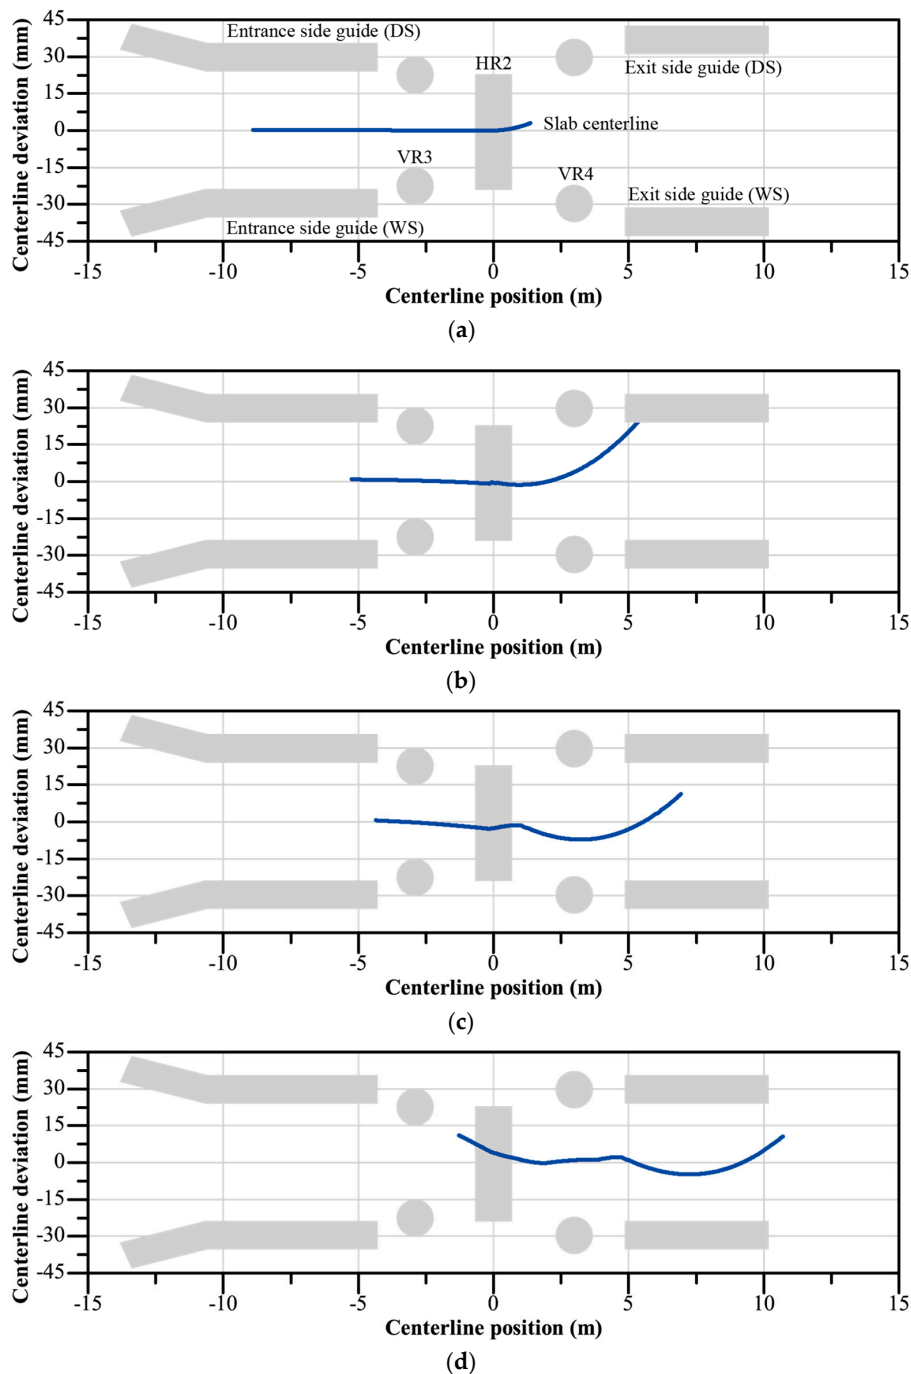 45
30
15
0
-15
-30
-45
Centerline deviation (mm)
Entrance side guide (DS)
HR2
Exit side guide (DS)
Slab centerline
VR3
VR4
Exit side guide (WS)
Entrance side guide (WS)
-15 -10 -5 0 5 10 15
Centerline position (m)
(a)
45
30
15
0
-15
-30
-45
Centerline deviation (mm)
-15 -10 -5 0 5 10 15
Centerline position (m)
(b)
45
30
15
0
-15
-30
-45
Centerline deviation (mm)
-15 -10 -5 0 5 10 15
Centerline position (m)
(c)
45
30
15
0
-15
-30
-45
Centerline deviation (mm)
-15 -10 -5 0 5 10 15
Centerline position (m)
(d)